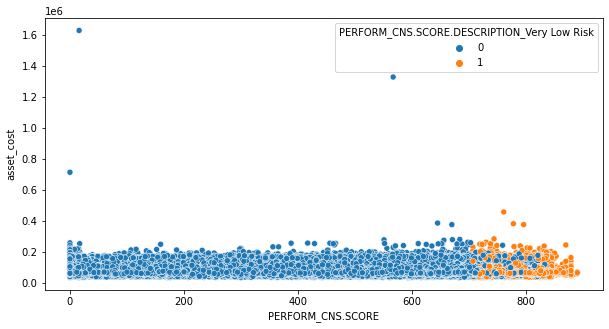 1e6
PERFORM_CNS.SCORE.DESCRIPTION_Very Low Risk
0
1
1.6
1.4
1.2
1.0
0.8
0.6
0.4
0.2
0.0
asset_cost
0 200 400 600 800
PERFORM_CNS.SCORE